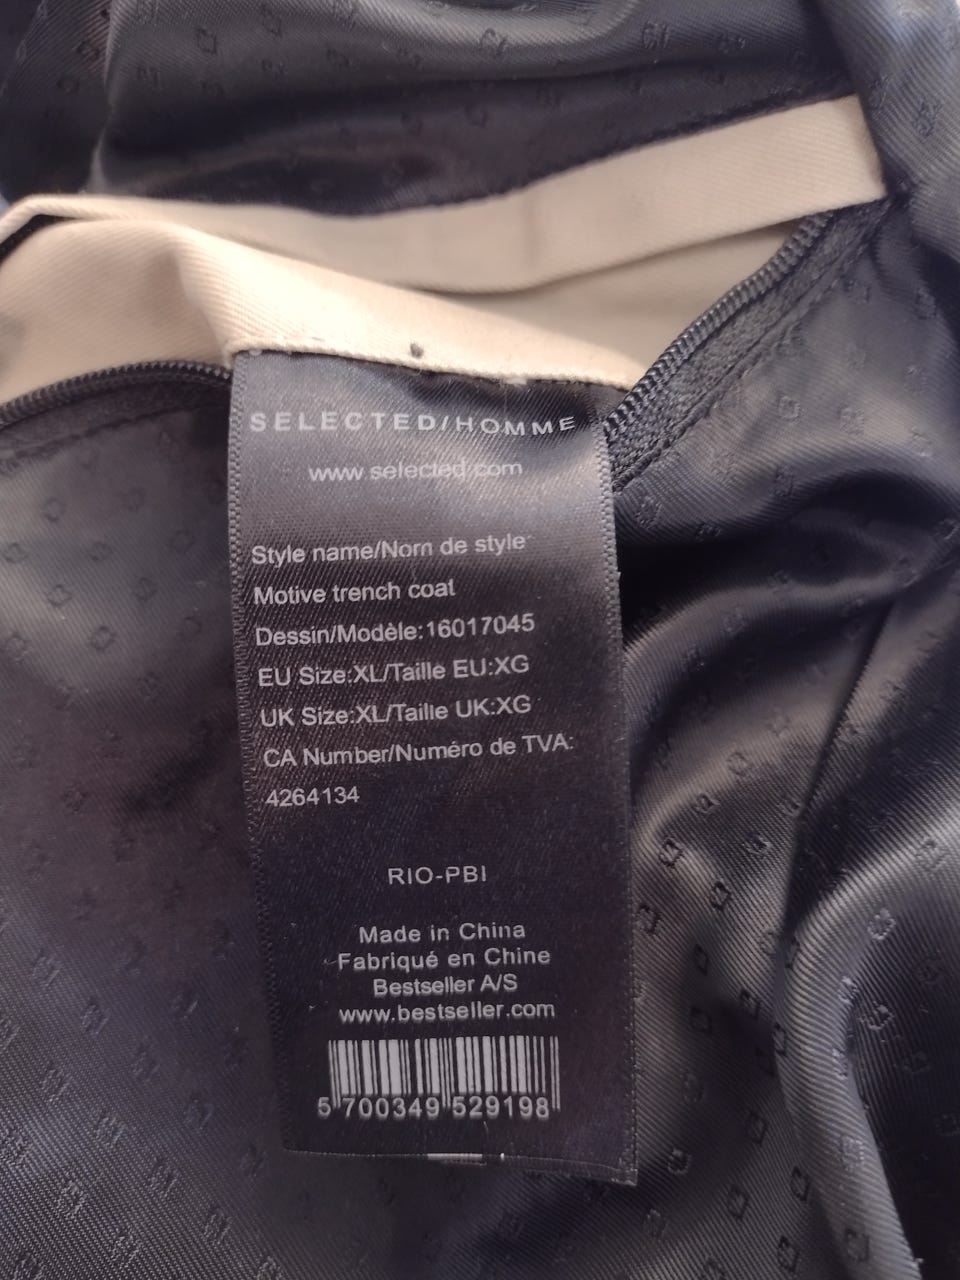 SELECTED/HOMME
www.selected.com
Style name/Nom de style:
Motive trench coat
Dessin/Modèle:16017045
EU Size:XL/Taille EU:XG
UK Size:XL/Taille UK:XG
CA Number/Numéro de TVA:
4264134
RIO-PBI
Made in China
Fabriqué en Chine
Bestseller A/S
www.bestseller.com
5 700349 529198